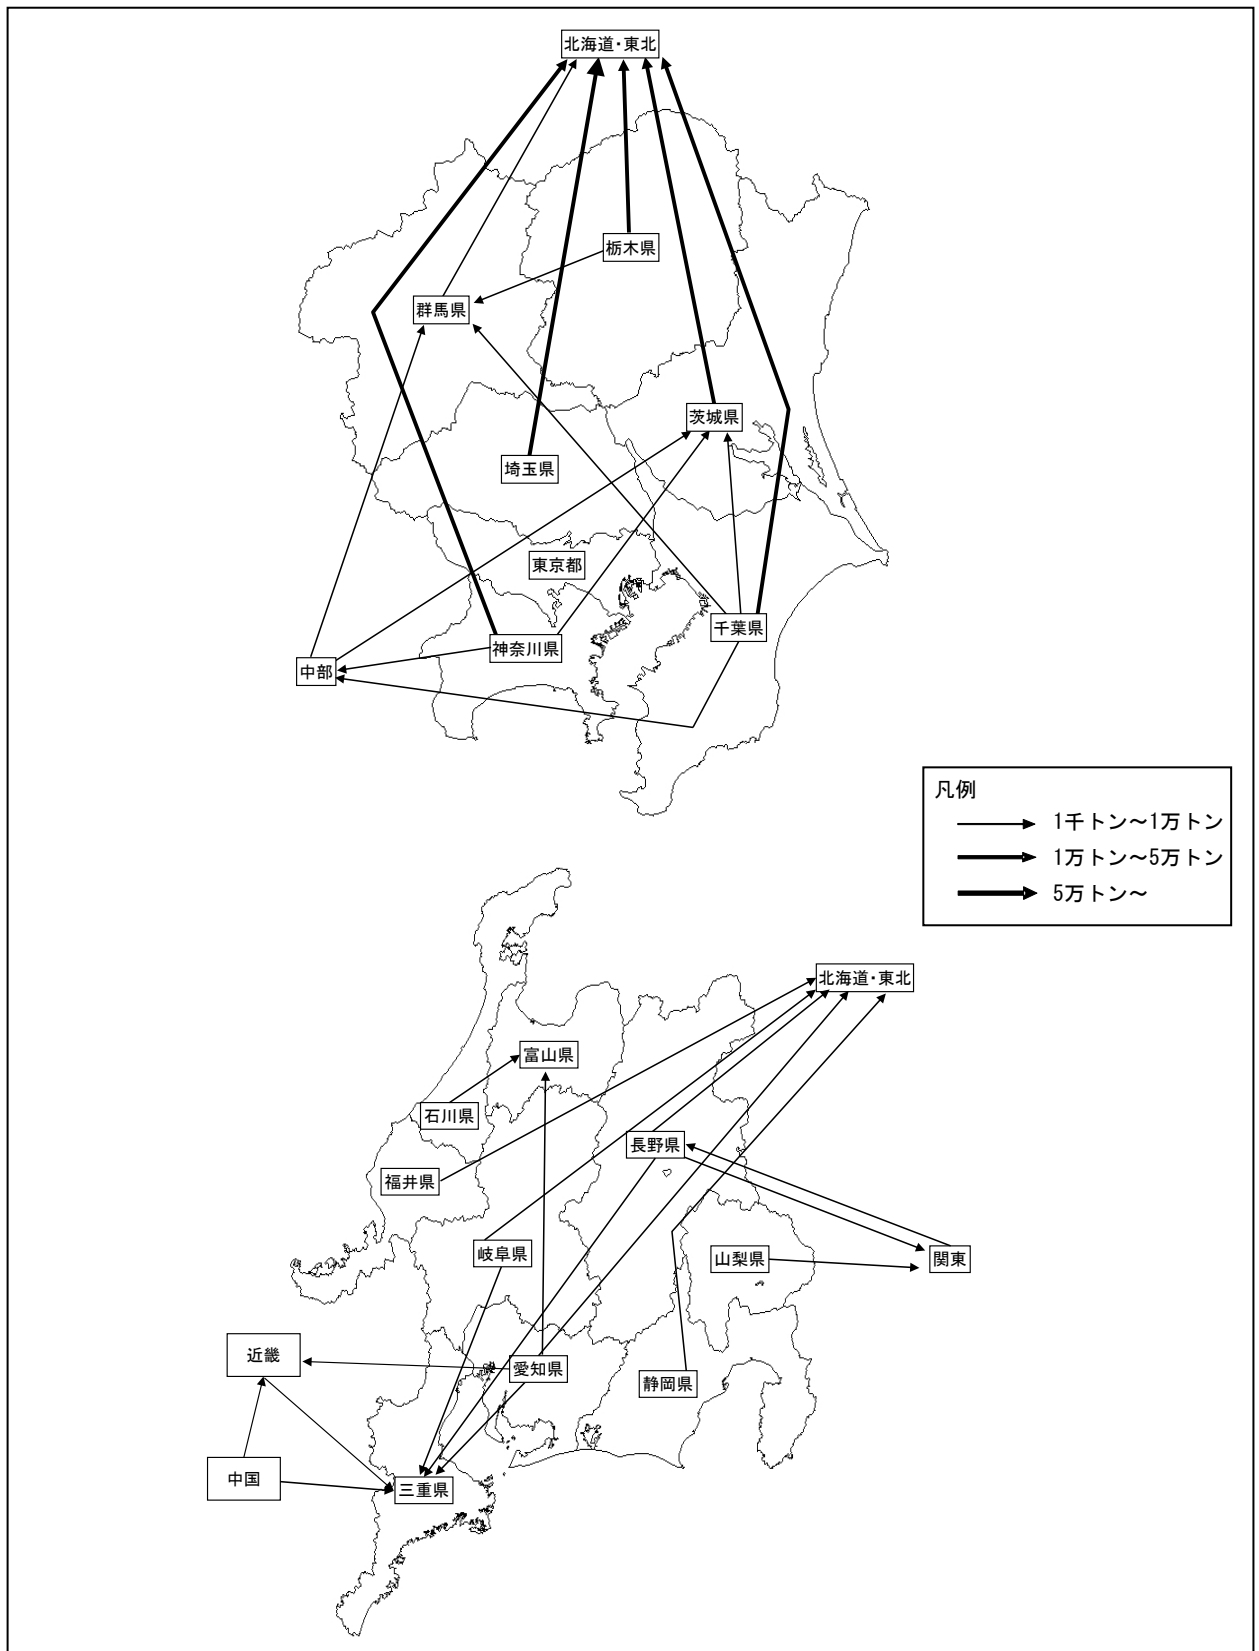 北海道・東北
栃木県
群馬県
茨城県
埼玉県
東京都
千葉県
神奈川県
中部
凡例
1千トン～1万トン
1万トン～5万トン
5万トン～
北海道・東北
富山県
石川県
長野県
福井県
岐阜県
山梨県
関東
近畿
愛知県
静岡県
中国
三重県